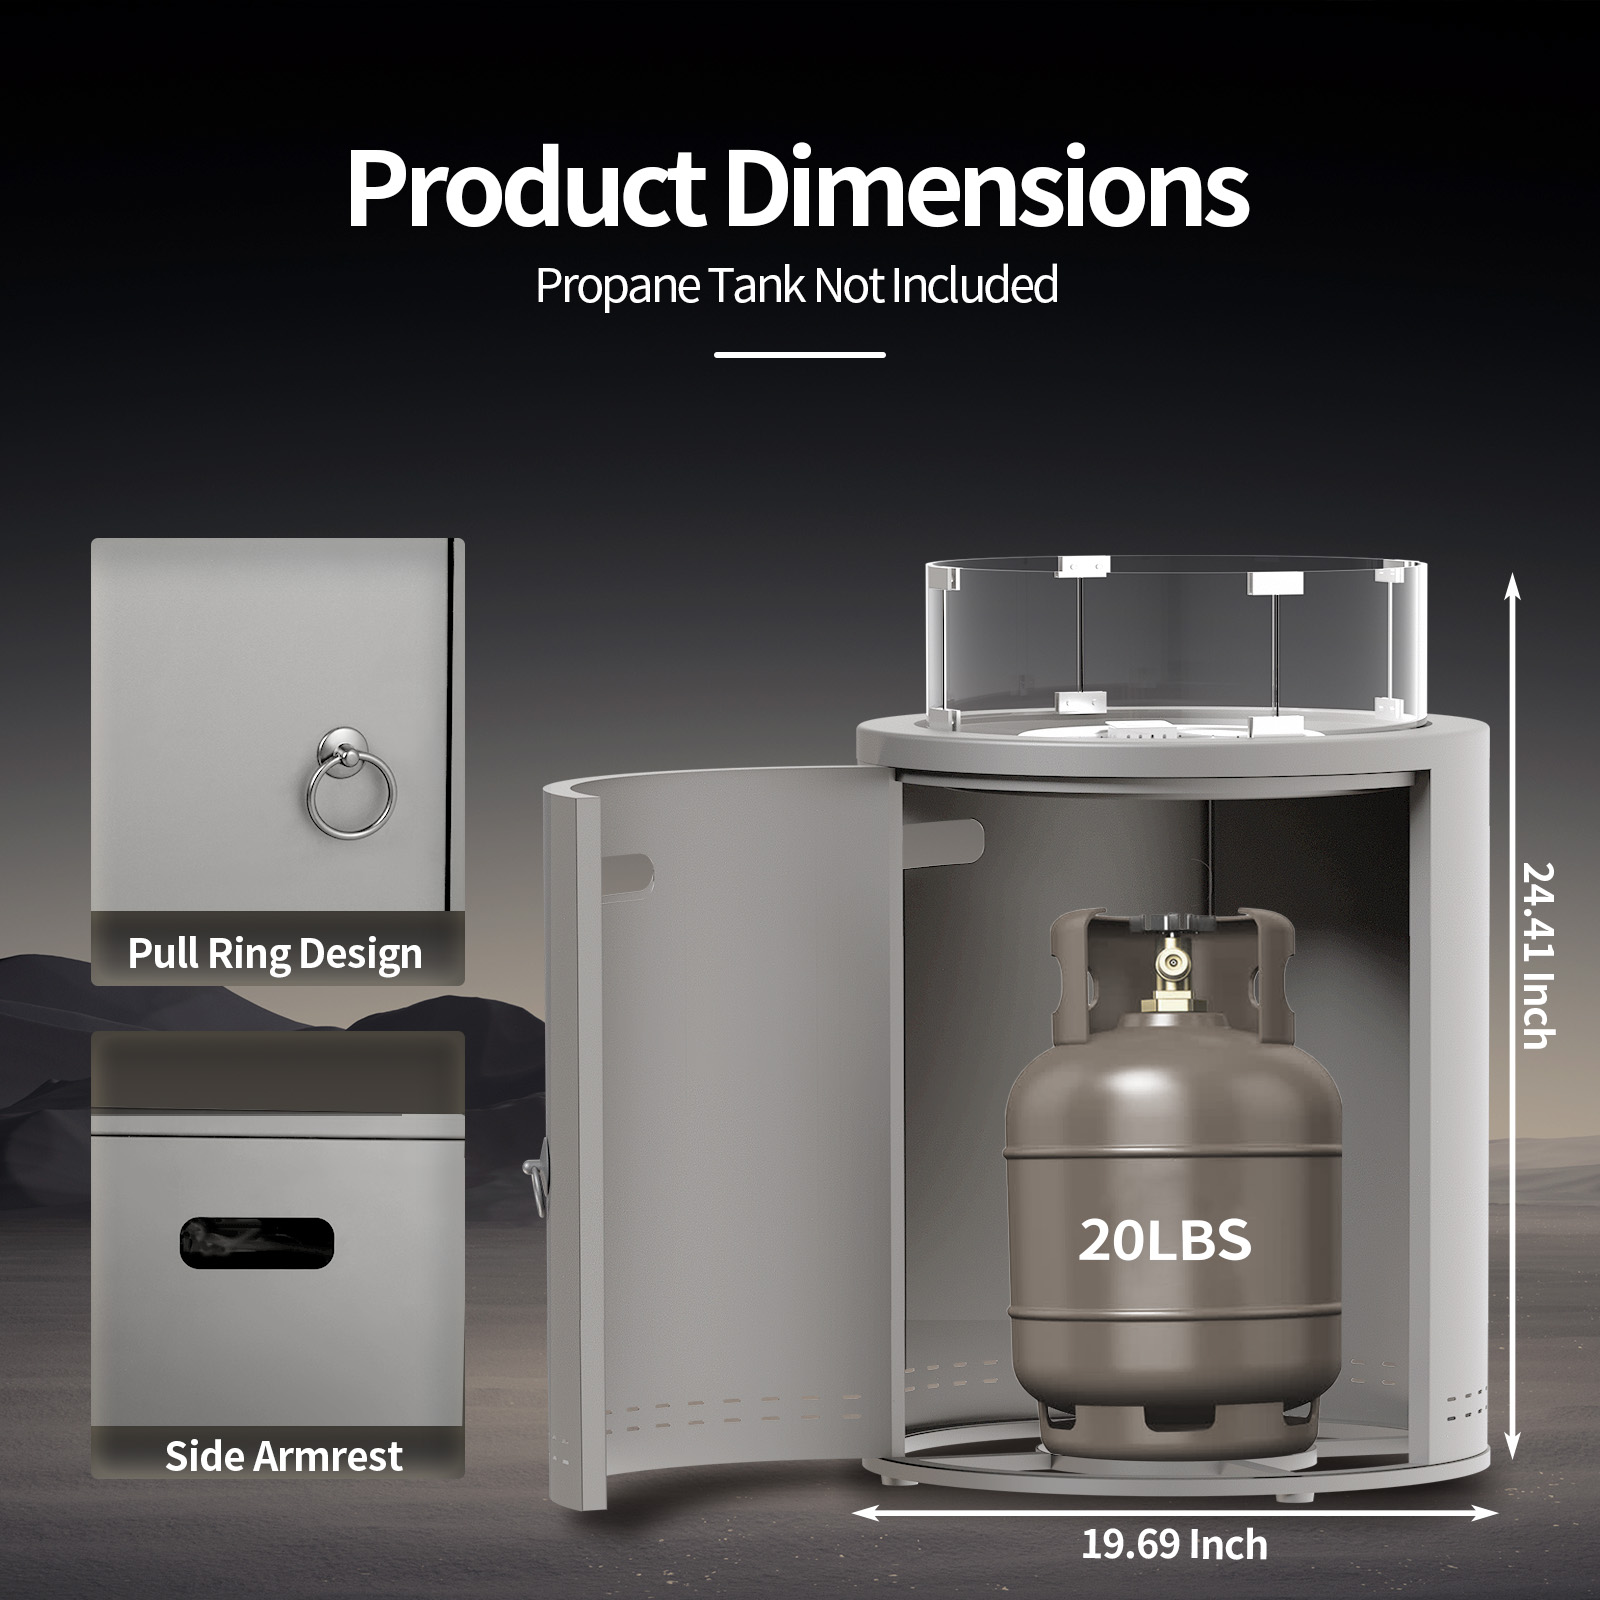 Product Dimensions
Propane Tank Not Included
Pull Ring Design
Side Armrest
20LBS
24.41 Inch
19.69 Inch